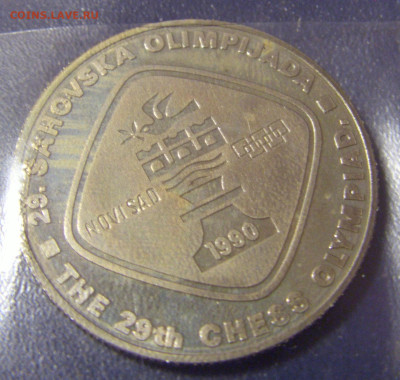 COINS.LAVE.RU
29. ŠAHOVSKA OLIMPIJADA
THE 29th CHESS OLYMPIAD
NOVI SAD
1990